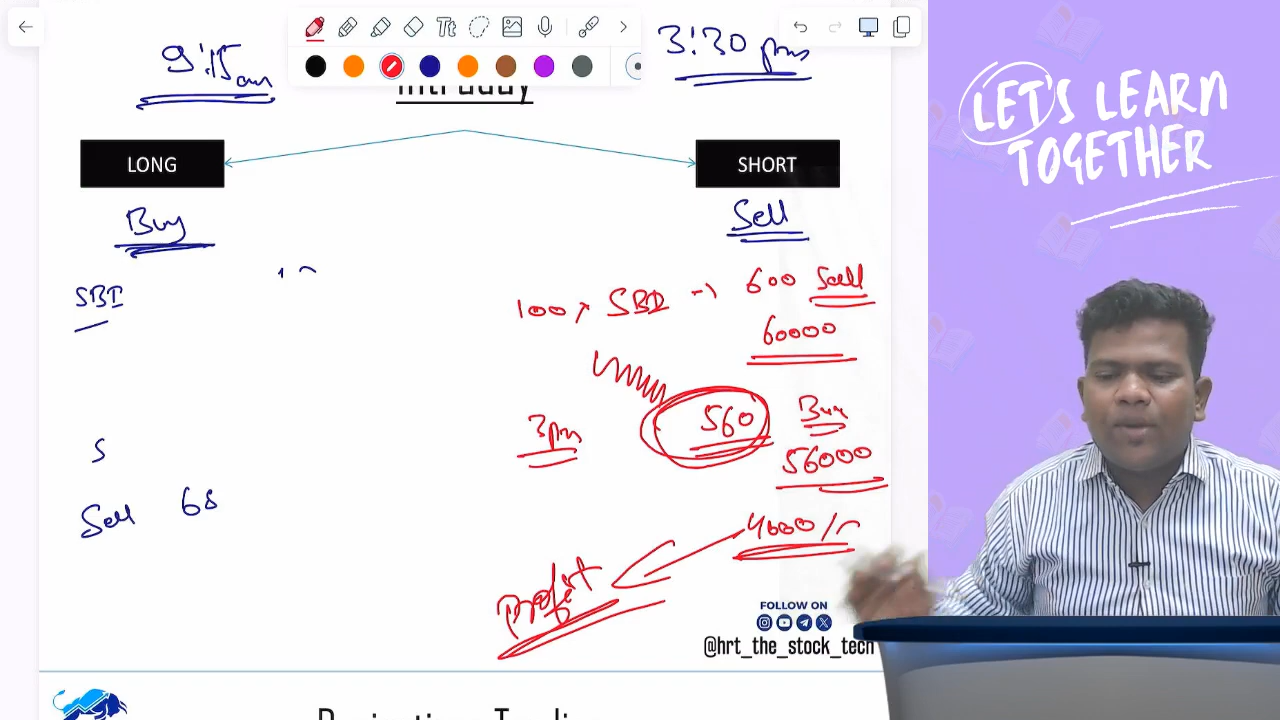 9:15 am
3:30 pm
Tt
Intraday
LET'S LEARN
TOGETHER
LONG
SHORT
Buy
Sell
SBI
100 x SBI → 600 Sell
60000
3pm
560
Buy
56000
S
Sell 68
4000/-
Profit
FOLLOW ON
@hrt_the_stock_tech